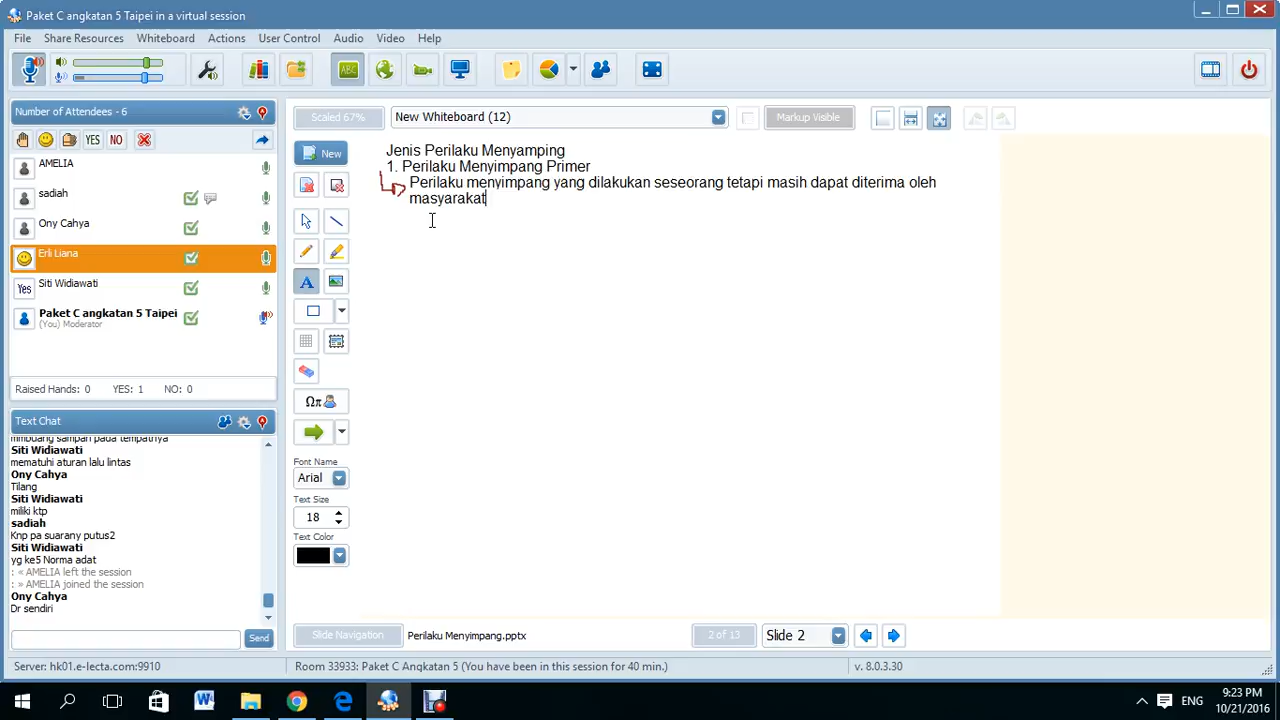 Paket C angkatan 5 Taipei in a virtual session
File Share Resources Whiteboard Actions User Control Audio Video Help
Number of Attendees - 6
YES NO
AMELIA
sadiah
Ony Cahya
Erli Liana
Yes Siti Widiawati
Paket C angkatan 5 Taipei
(You) Moderator
Raised Hands: 0 YES: 1 NO: 0
Text Chat
mmbuang sampah pada tempatnya
Siti Widiawati
mematuhi aturan lalu lintas
Ony Cahya
Tilang
Siti Widiawati
miliki ktp
sadiah
Knp pa suarany putus2
Siti Widiawati
yg ke5 Norma adat
: « AMELIA left the session
: » AMELIA joined the session
Ony Cahya
Dr sendiri
Send
ABC
Scaled 67% New Whiteboard (12) Markup Visible
New
A
Ωπ
Font Name
Arial
Text Size
18
Text Color
Jenis Perilaku Menyamping
1. Perilaku Menyimpang Primer
Perilaku menyimpang yang dilakukan seseorang tetapi masih dapat diterima oleh
masyarakat
Slide Navigation Perilaku Menyimpang.pptx 2 of 13 Slide 2
Server: hk01.e-lecta.com:9910 Room 33933: Paket C Angkatan 5 (You have been in this session for 40 min.) v. 8.0.3.30
ENG
9:23 PM
10/21/2016